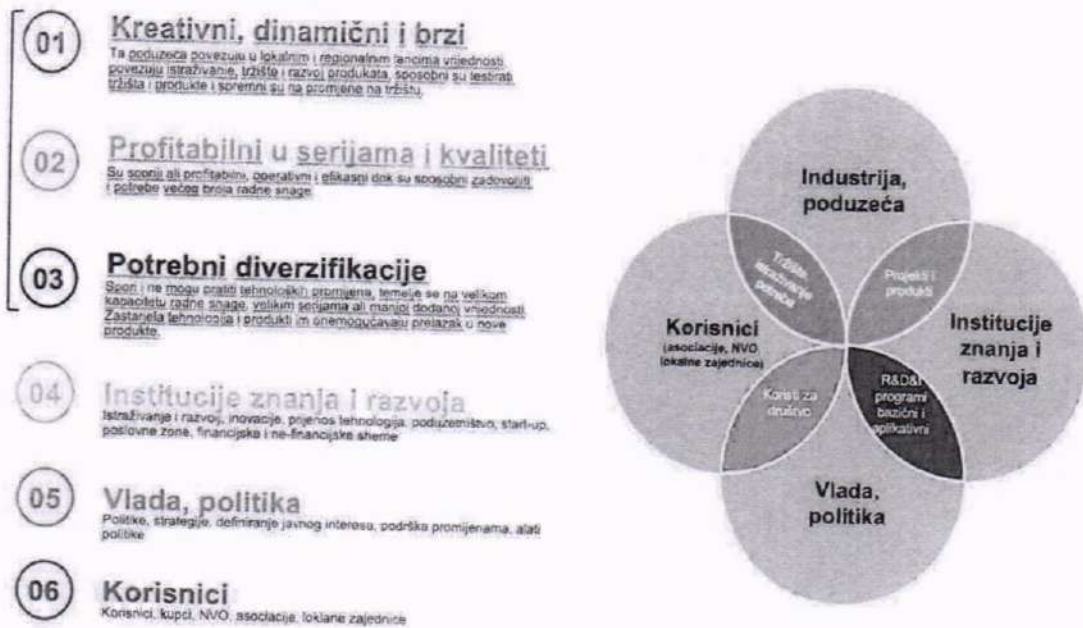 01
Kreativni, dinamični i brzi
Ta poduzeća povezuju u lokalnim i regionalnim lancima vrijednosti,
povezuju istraživanje, tržište i razvoj produkata, sposobni su testirati
tržišta i produkte i spremni su na promjene na tržištu.
02
Profitabilni u serijama i kvaliteti
Su sporiji ali profitabilni, operativni i efikasni dok su sposobni zadovoljiti
i potrebe većeg broja radne snage.
03
Potrebni diverzifikacije
Spori i ne mogu pratiti tehnoloških promjena, temelje se na velikom
kapacitetu radne snage, velikim serijama ali manjoj dodanoj vrijednosti.
Zastarjela tehnologija i produkti im onemogućavaju prelazak u nove
produkte.
04
Institucije znanja i razvoja
Istraživanje i razvoj, inovacije, prijenos tehnologija, poduzetništvo, start-up,
poslovne zone, financijske i ne-financijske sheme
05
Vlada, politika
Politike, strategije, definiranje javnog interesa, podrška promjenama, alati
politike
06
Korisnici
Korisnici, kupci, NVO, asocijacije, loklane zajednice
Industrija,
poduzeća
Tržište,
istraživanje
potreba
Projekti i
produkti
Korisnici
(asociacije, NVO,
lokalne zajednice)
Institucije
znanja i
razvoja
Koristi za
društvo
R&D&I
programi
bazični i
aplikativni
Vlada,
politika